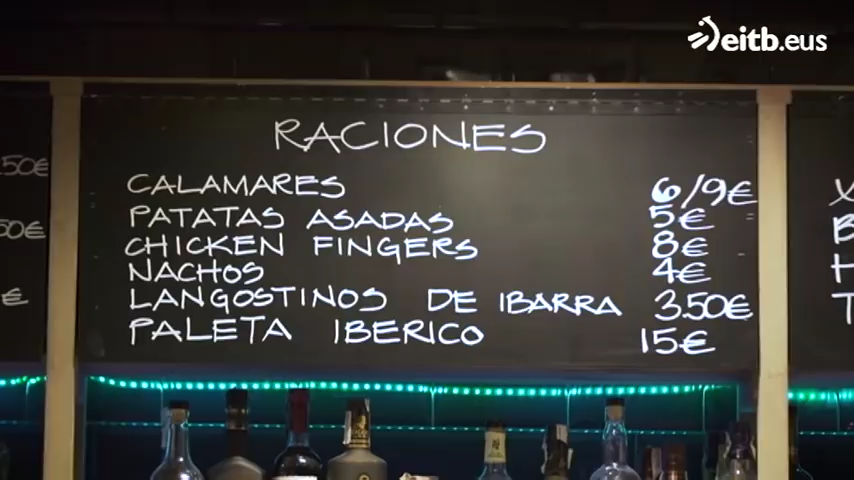 eitb.eus
RACIONES
CALAMARES 6/9€
PATATAS ASADAS 5€
CHICKEN FINGERS 8€
NACHOS 4€
LANGOSTINOS DE IBARRA 3.50€
PALETA IBERICO 15€